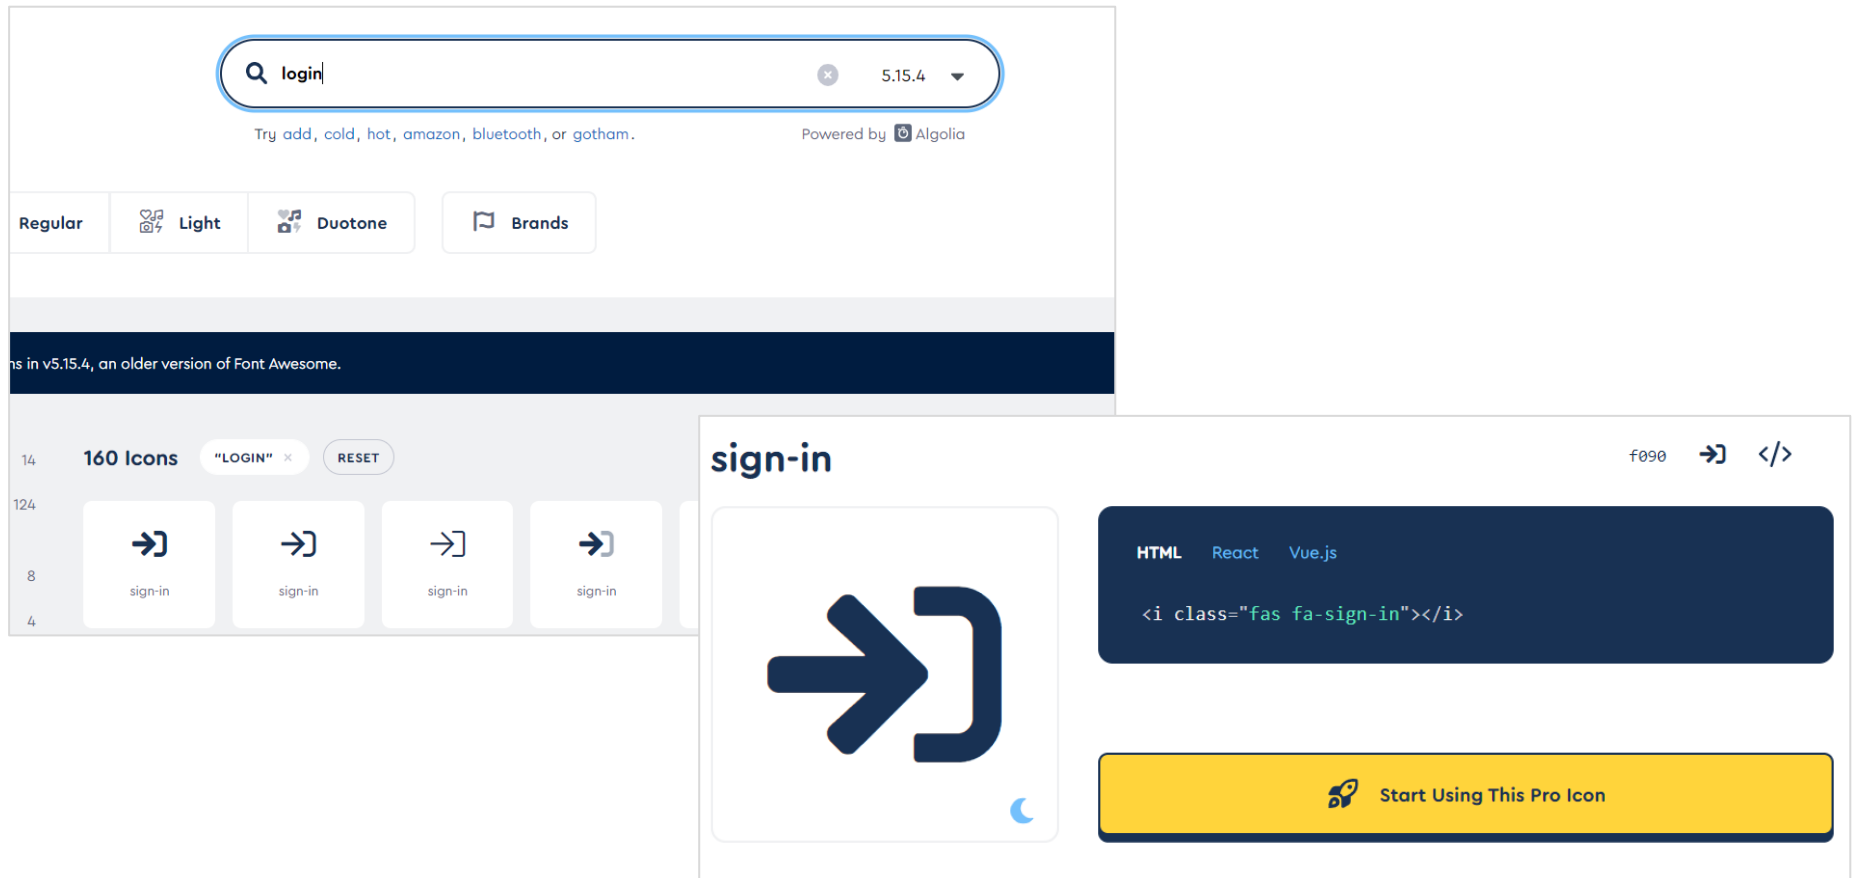 login
5.15.4
Try add, cold, hot, amazon, bluetooth, or gotham.
Powered by Algolia
Regular
Light
Duotone
Brands
ns in v5.15.4, an older version of Font Awesome.
14
160 Icons
"LOGIN" ×
RESET
124
8
4
sign-in
sign-in
sign-in
sign-in
sign-in
f090
</>
HTML React Vue.js
<i class="fas fa-sign-in"></i>
Start Using This Pro Icon